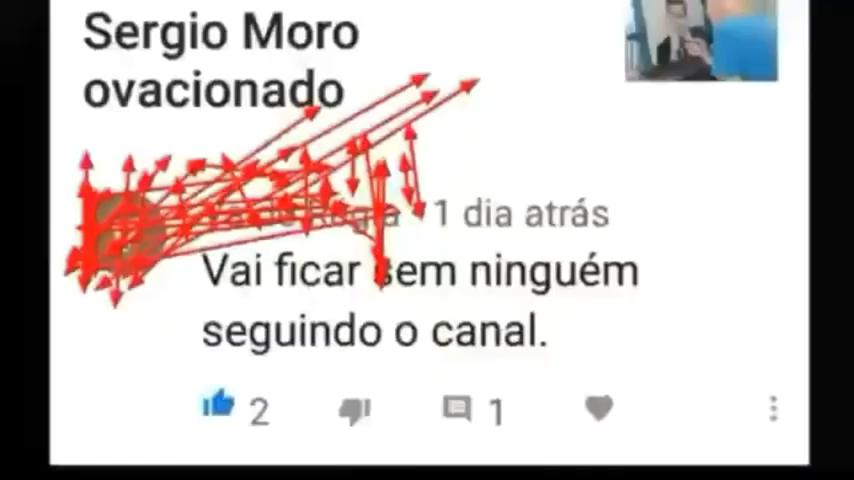 Sergio Moro
ovacionado
1 dia atrás
Vai ficar sem ninguém
seguindo o canal.
2
1